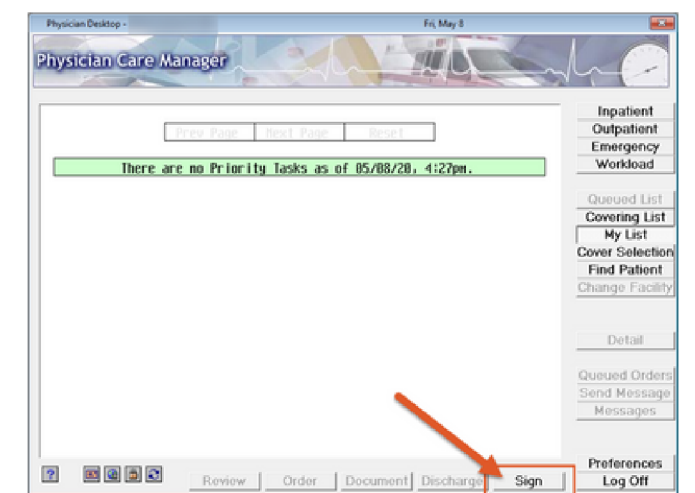 Physician Desktop -
Fri, May 8
Physician Care Manager
Prev Page Next Page Reset
There are no Priority Tasks as of 05/08/20, 4:27pm.
Inpatient
Outpatient
Emergency
Workload
Queued List
Covering List
My List
Cover Selection
Find Patient
Change Facility
Detail
Queued Orders
Send Message
Messages
Preferences
Log Off
? Review Order Document Discharge Sign